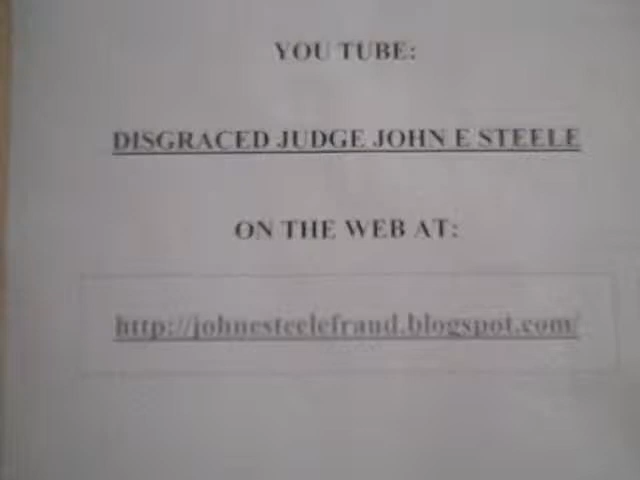 YOU TUBE:
DISGRACED JUDGE JOHN E STEELE
ON THE WEB AT:
http://johnesteelefraud.blogspot.com/